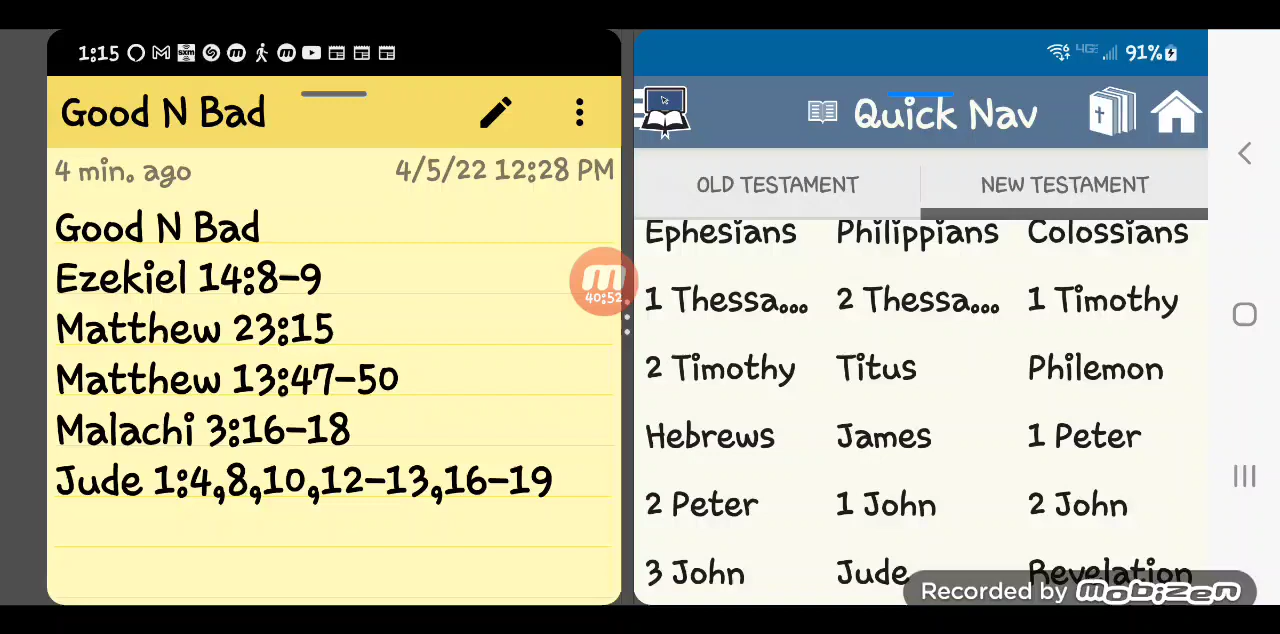 1:15
91%
Good N Bad
4 min. ago 4/5/22 12:28 PM
Good N Bad
Ezekiel 14:8-9
Matthew 23:15
Matthew 13:47-50
Malachi 3:16-18
Jude 1:4,8,10,12-13,16-19
40:52
Quick Nav
OLD TESTAMENT NEW TESTAMENT
Ephesians Philippians Colossians
1 Thessa... 2 Thessa... 1 Timothy
2 Timothy Titus Philemon
Hebrews James 1 Peter
2 Peter 1 John 2 John
3 John Jude Revelation
Recorded by mobizen